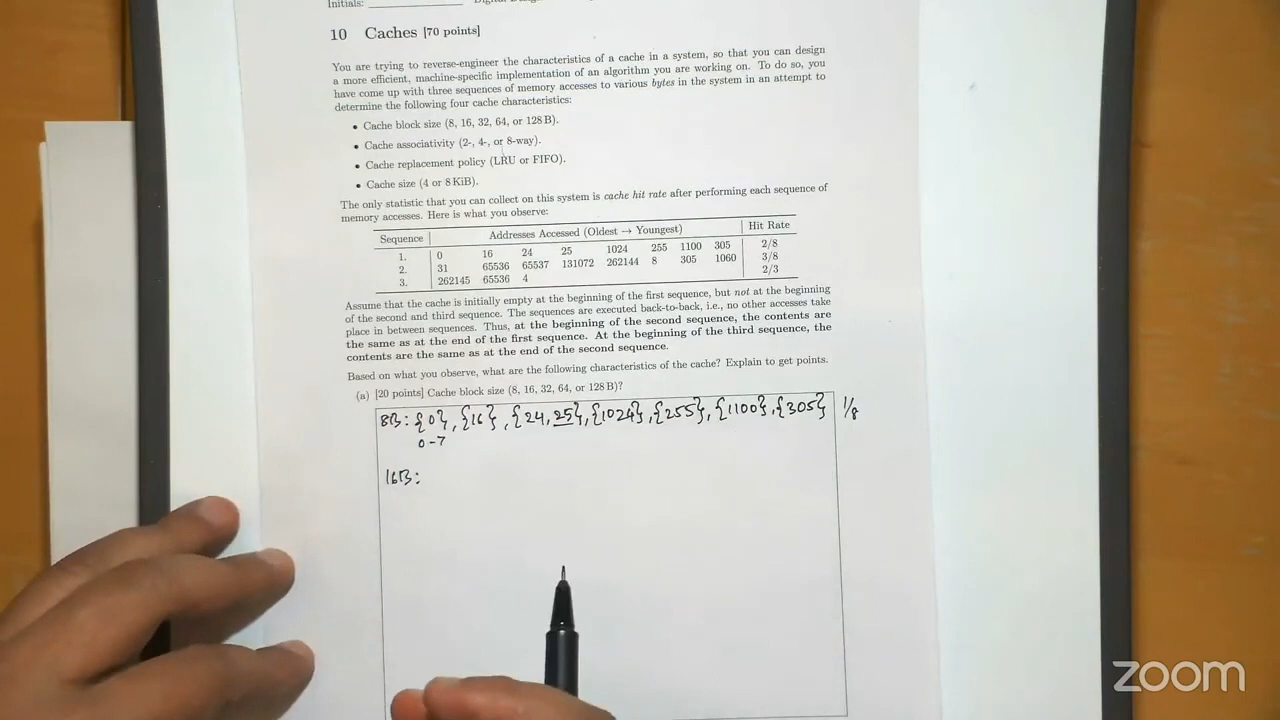 Initials:
10 Caches [70 points]
You are trying to reverse-engineer the characteristics of a cache in a system, so that you can design
a more efficient, machine-specific implementation of an algorithm you are working on. To do so, you
have come up with three sequences of memory accesses to various bytes in the system in an attempt to
determine the following four cache characteristics:
• Cache block size (8, 16, 32, 64, or 128 B).
• Cache associativity (2-, 4-, or 8-way).
• Cache replacement policy (LRU or FIFO).
• Cache size (4 or 8 KiB).
The only statistic that you can collect on this system is cache hit rate after performing each sequence of
memory accesses. Here is what you observe:
Sequence Addresses Accessed (Oldest → Youngest) Hit Rate
1. 0 16 24 25 1024 255 1100 305 2/8
2. 31 65536 65537 131072 262144 8 305 1060 3/8
3. 262145 65536 4 2/3
Assume that the cache is initially empty at the beginning of the first sequence, but not at the beginning
of the second and third sequence. The sequences are executed back-to-back, i.e., no other accesses take
place in between sequences. Thus, at the beginning of the second sequence, the contents are
the same as at the end of the first sequence. At the beginning of the third sequence, the
contents are the same as at the end of the second sequence.
Based on what you observe, what are the following characteristics of the cache? Explain to get points.
(a) [20 points] Cache block size (8, 16, 32, 64, or 128 B)?
8B: {0}, {16}, {24, 25}, {1024}, {255}, {1100}, {305} 1/8
0-7
16B:
zoom